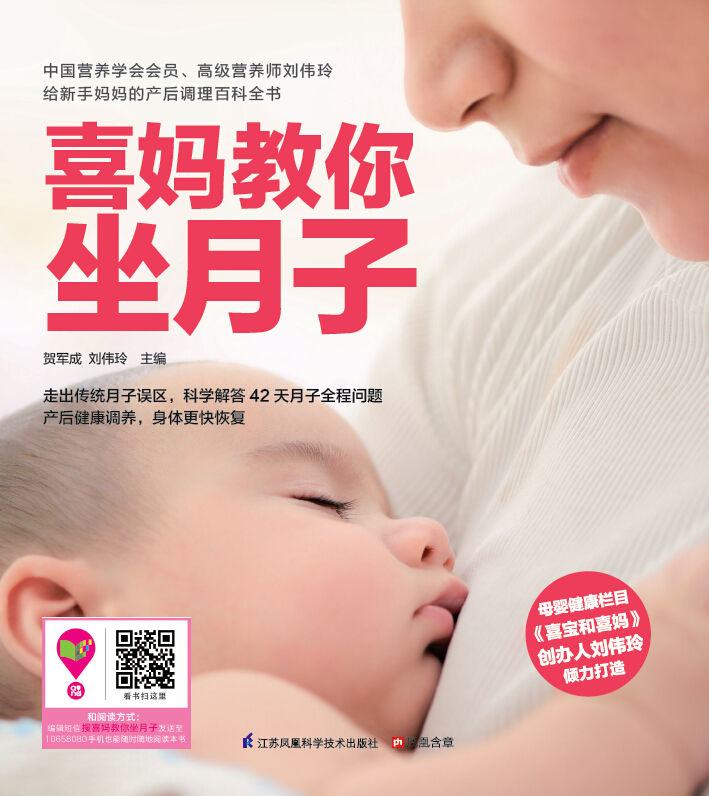 中国营养学会会员、高级营养师刘伟玲
给新手妈妈的产后调理百科全书
喜妈教你
坐月子
贺军成 刘伟玲 主编
走出传统月子误区，科学解答 42 天月子全程问题
产后健康调养，身体更快恢复
母婴健康栏目
《喜宝和喜妈》
创办人刘伟玲
倾力打造
看书扫这里
和阅读方式：
编辑短信搜喜妈教你坐月子发送至
10658080手机也能随时随地阅读本书
江苏凤凰科学技术出版社 凤凰含章